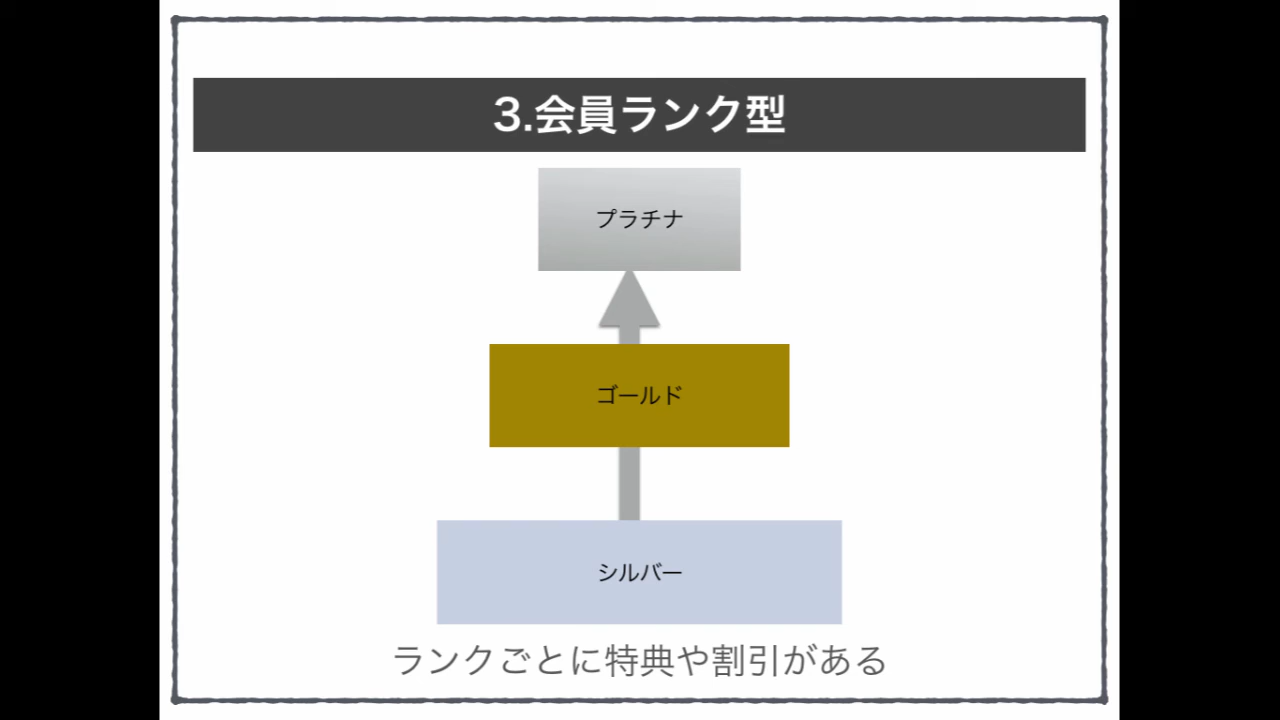 3.会員ランク型
プラチナ
ゴールド
シルバー
ランクごとに特典や割引がある